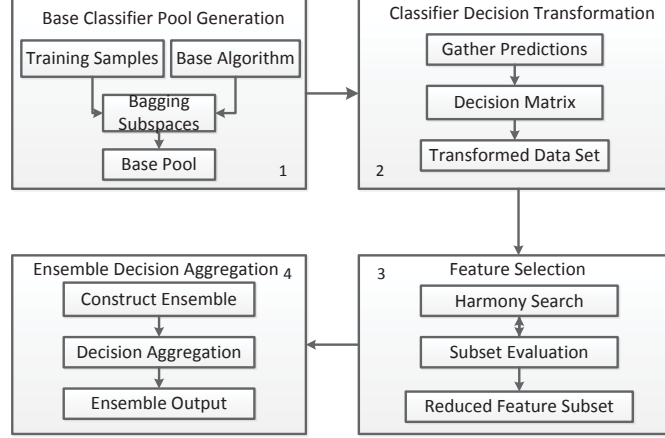 Base Classifier Pool Generation
Training Samples
Base Algorithm
Bagging
Subspaces
Base Pool
1
Classifier Decision Transformation
Gather Predictions
Decision Matrix
Transformed Data Set
2
3
Feature Selection
Harmony Search
Subset Evaluation
Reduced Feature Subset
Ensemble Decision Aggregation 4
Construct Ensemble
Decision Aggregation
Ensemble Output